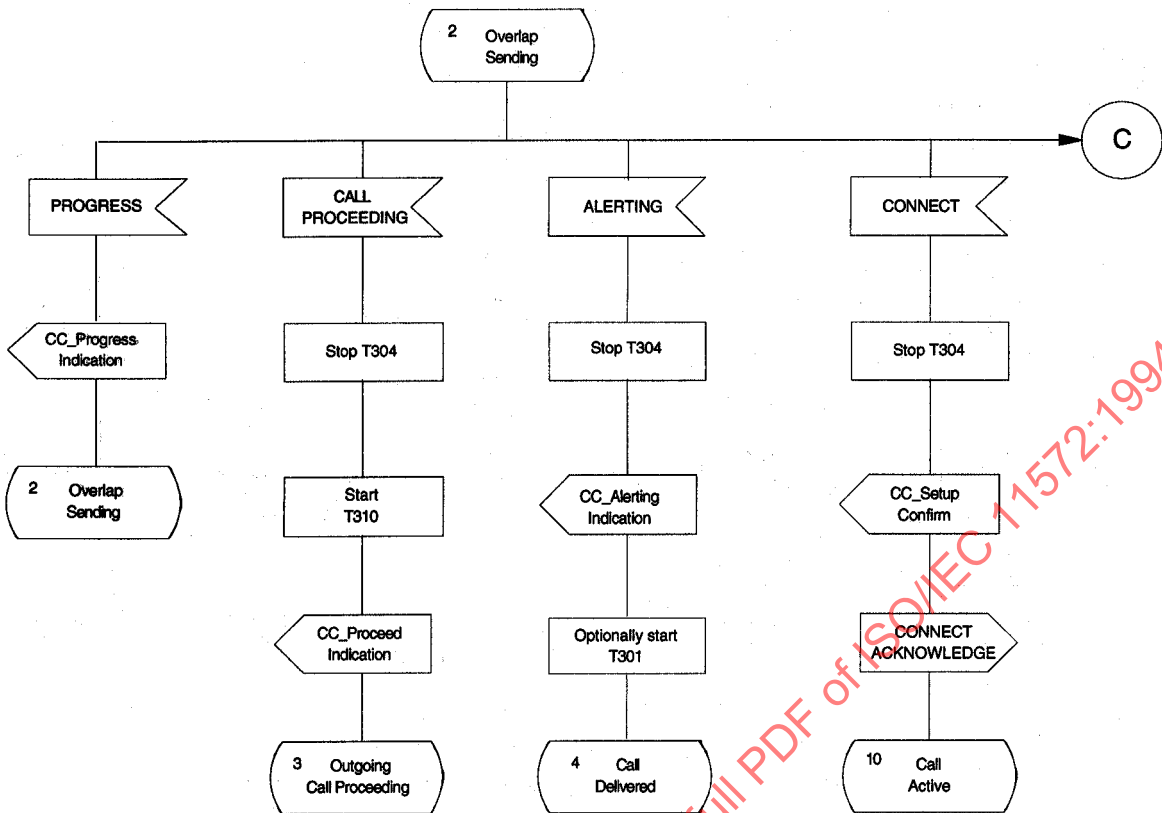 2 Overlap
Sending
C
PROGRESS
CALL
PROCEEDING
ALERTING
CONNECT
CC_Progress
Indication
Stop T304
Stop T304
Stop T304
2 Overlap
Sending
Start
T310
CC_Alerting
Indication
CC_Setup
Confirm
CC_Proceed
Indication
Optionally start
T301
CONNECT
ACKNOWLEDGE
3 Outgoing
Call Proceeding
4 Call
Delivered
10 Call
Active
full PDF of ISO/IEC 11572:1994